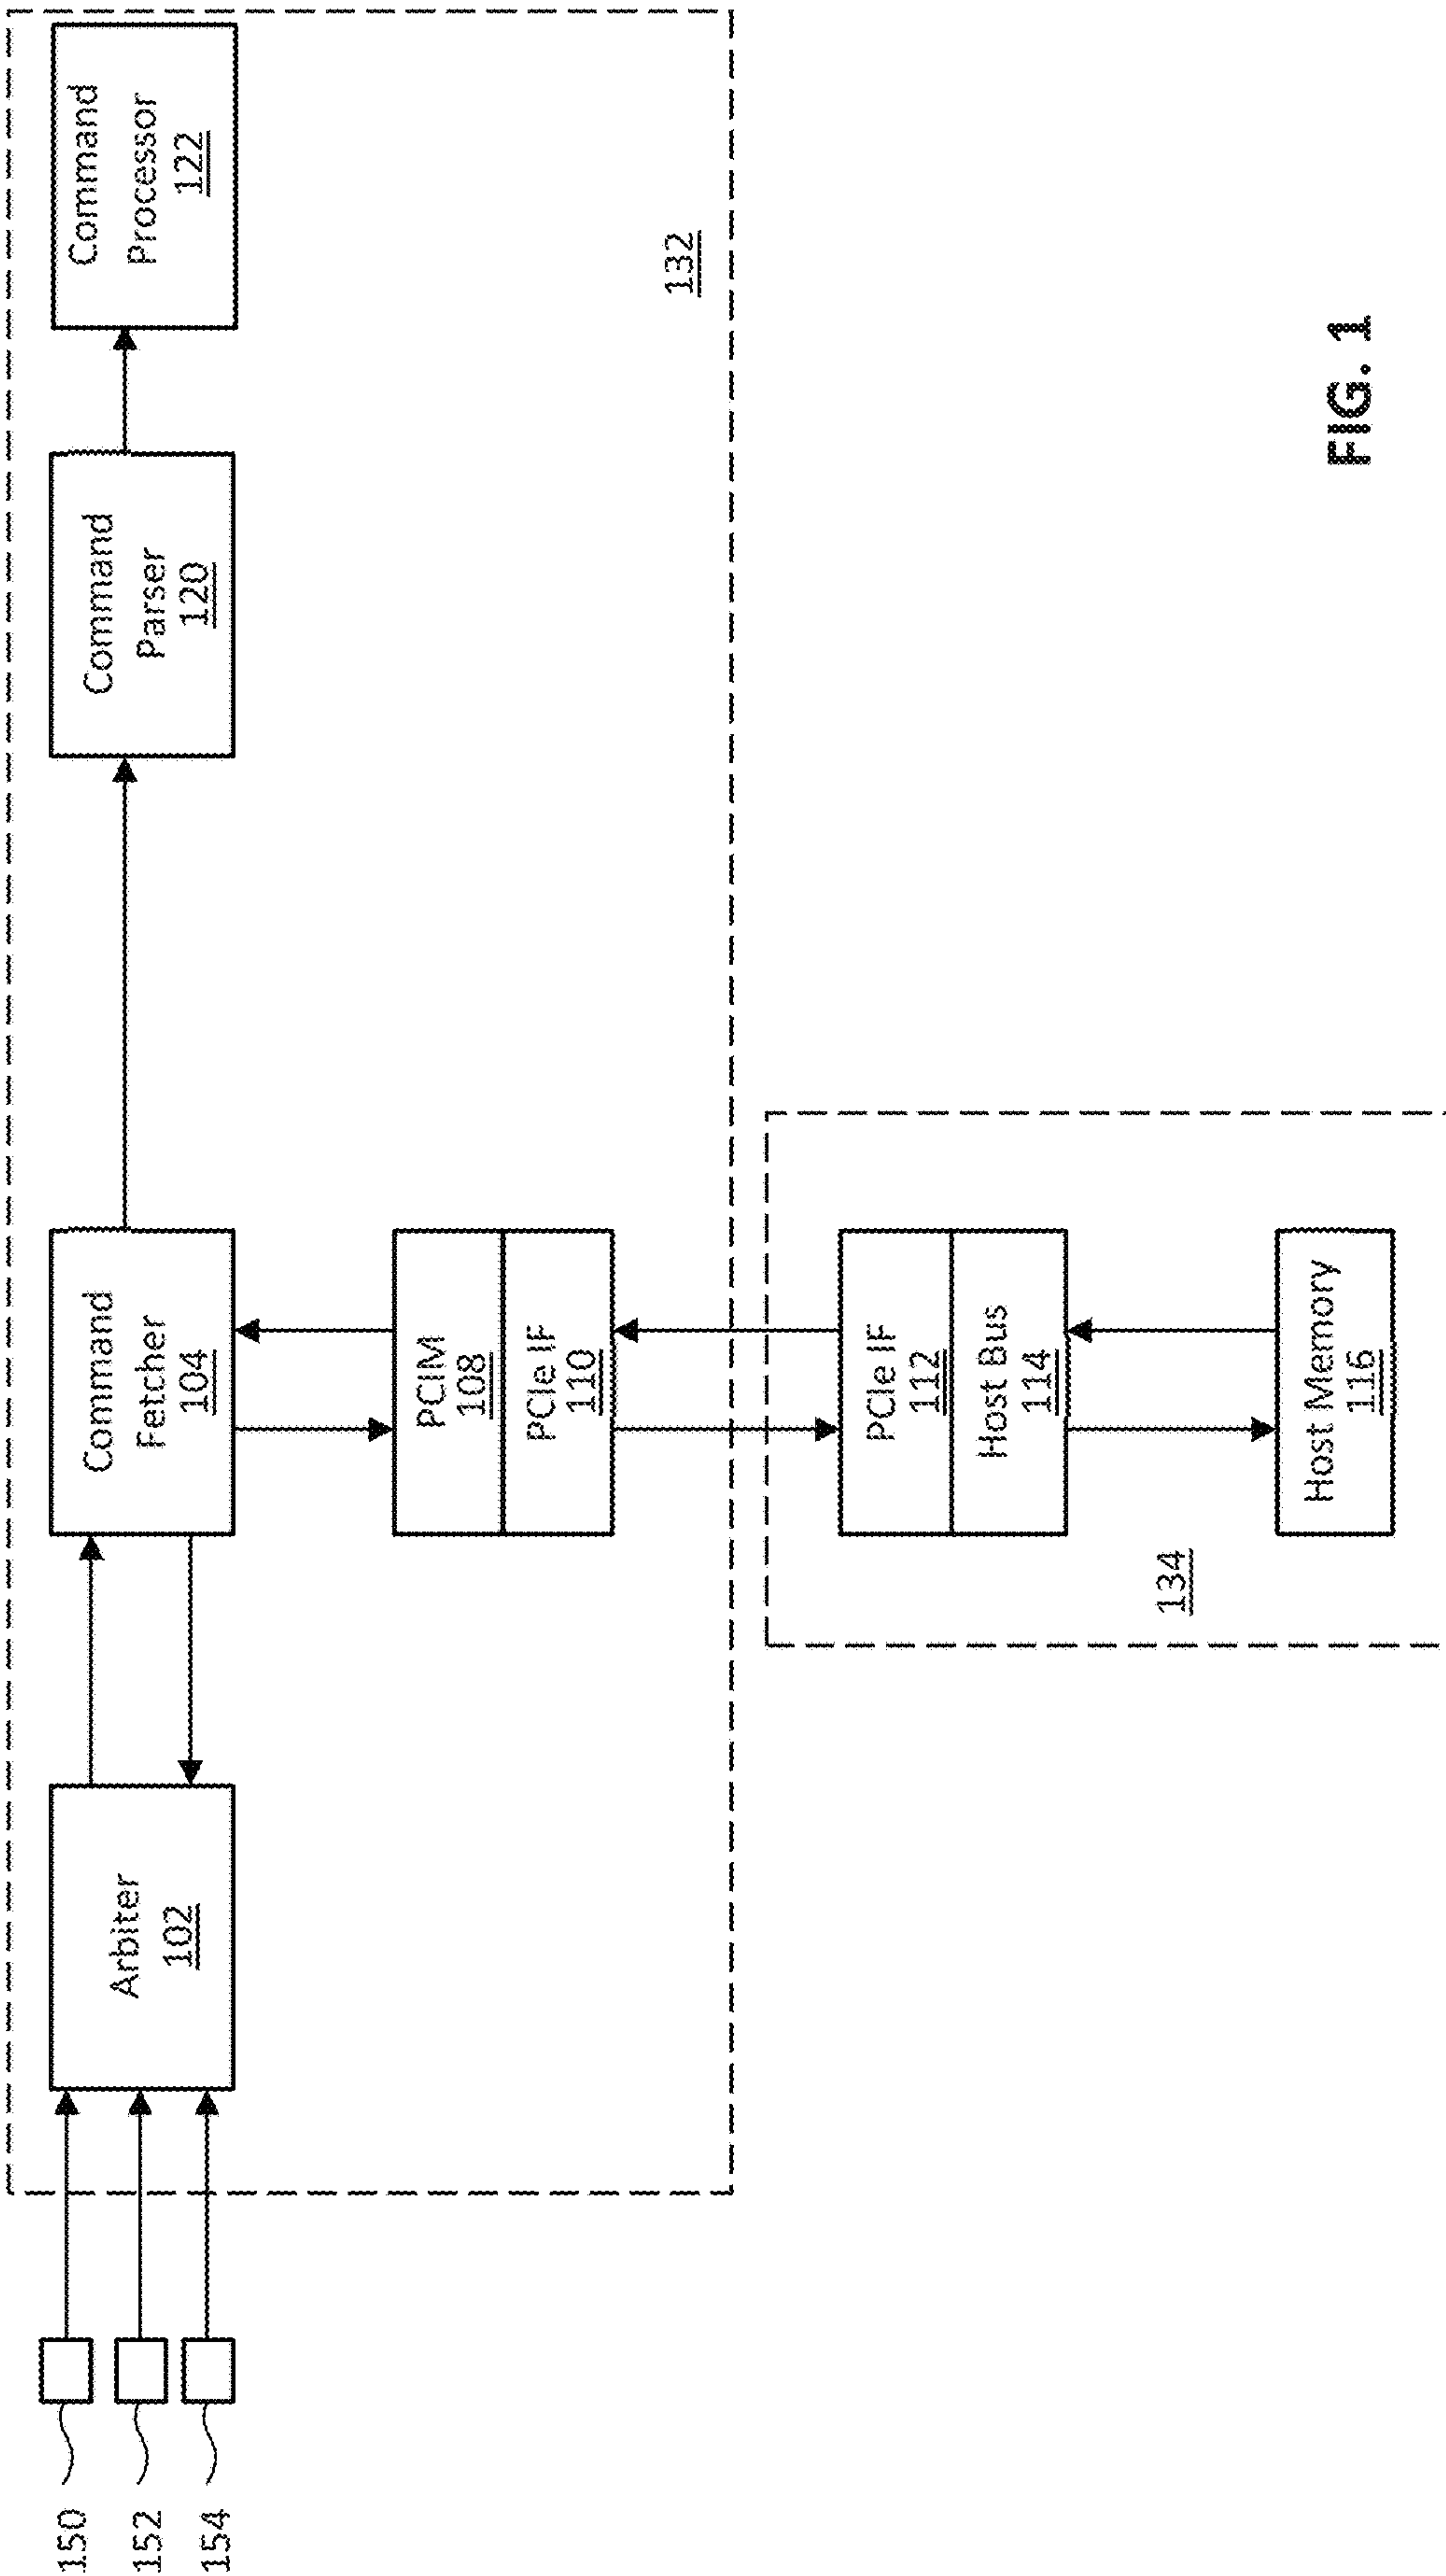 150
152
154
Arbiter
102
Command
Fetcher
104
Command
Parser
120
Command
Processor
122
PCIM
108
PCIe IF
110
132
PCIe IF
112
Host Bus
114
134
Host Memory
116
FIG. 1